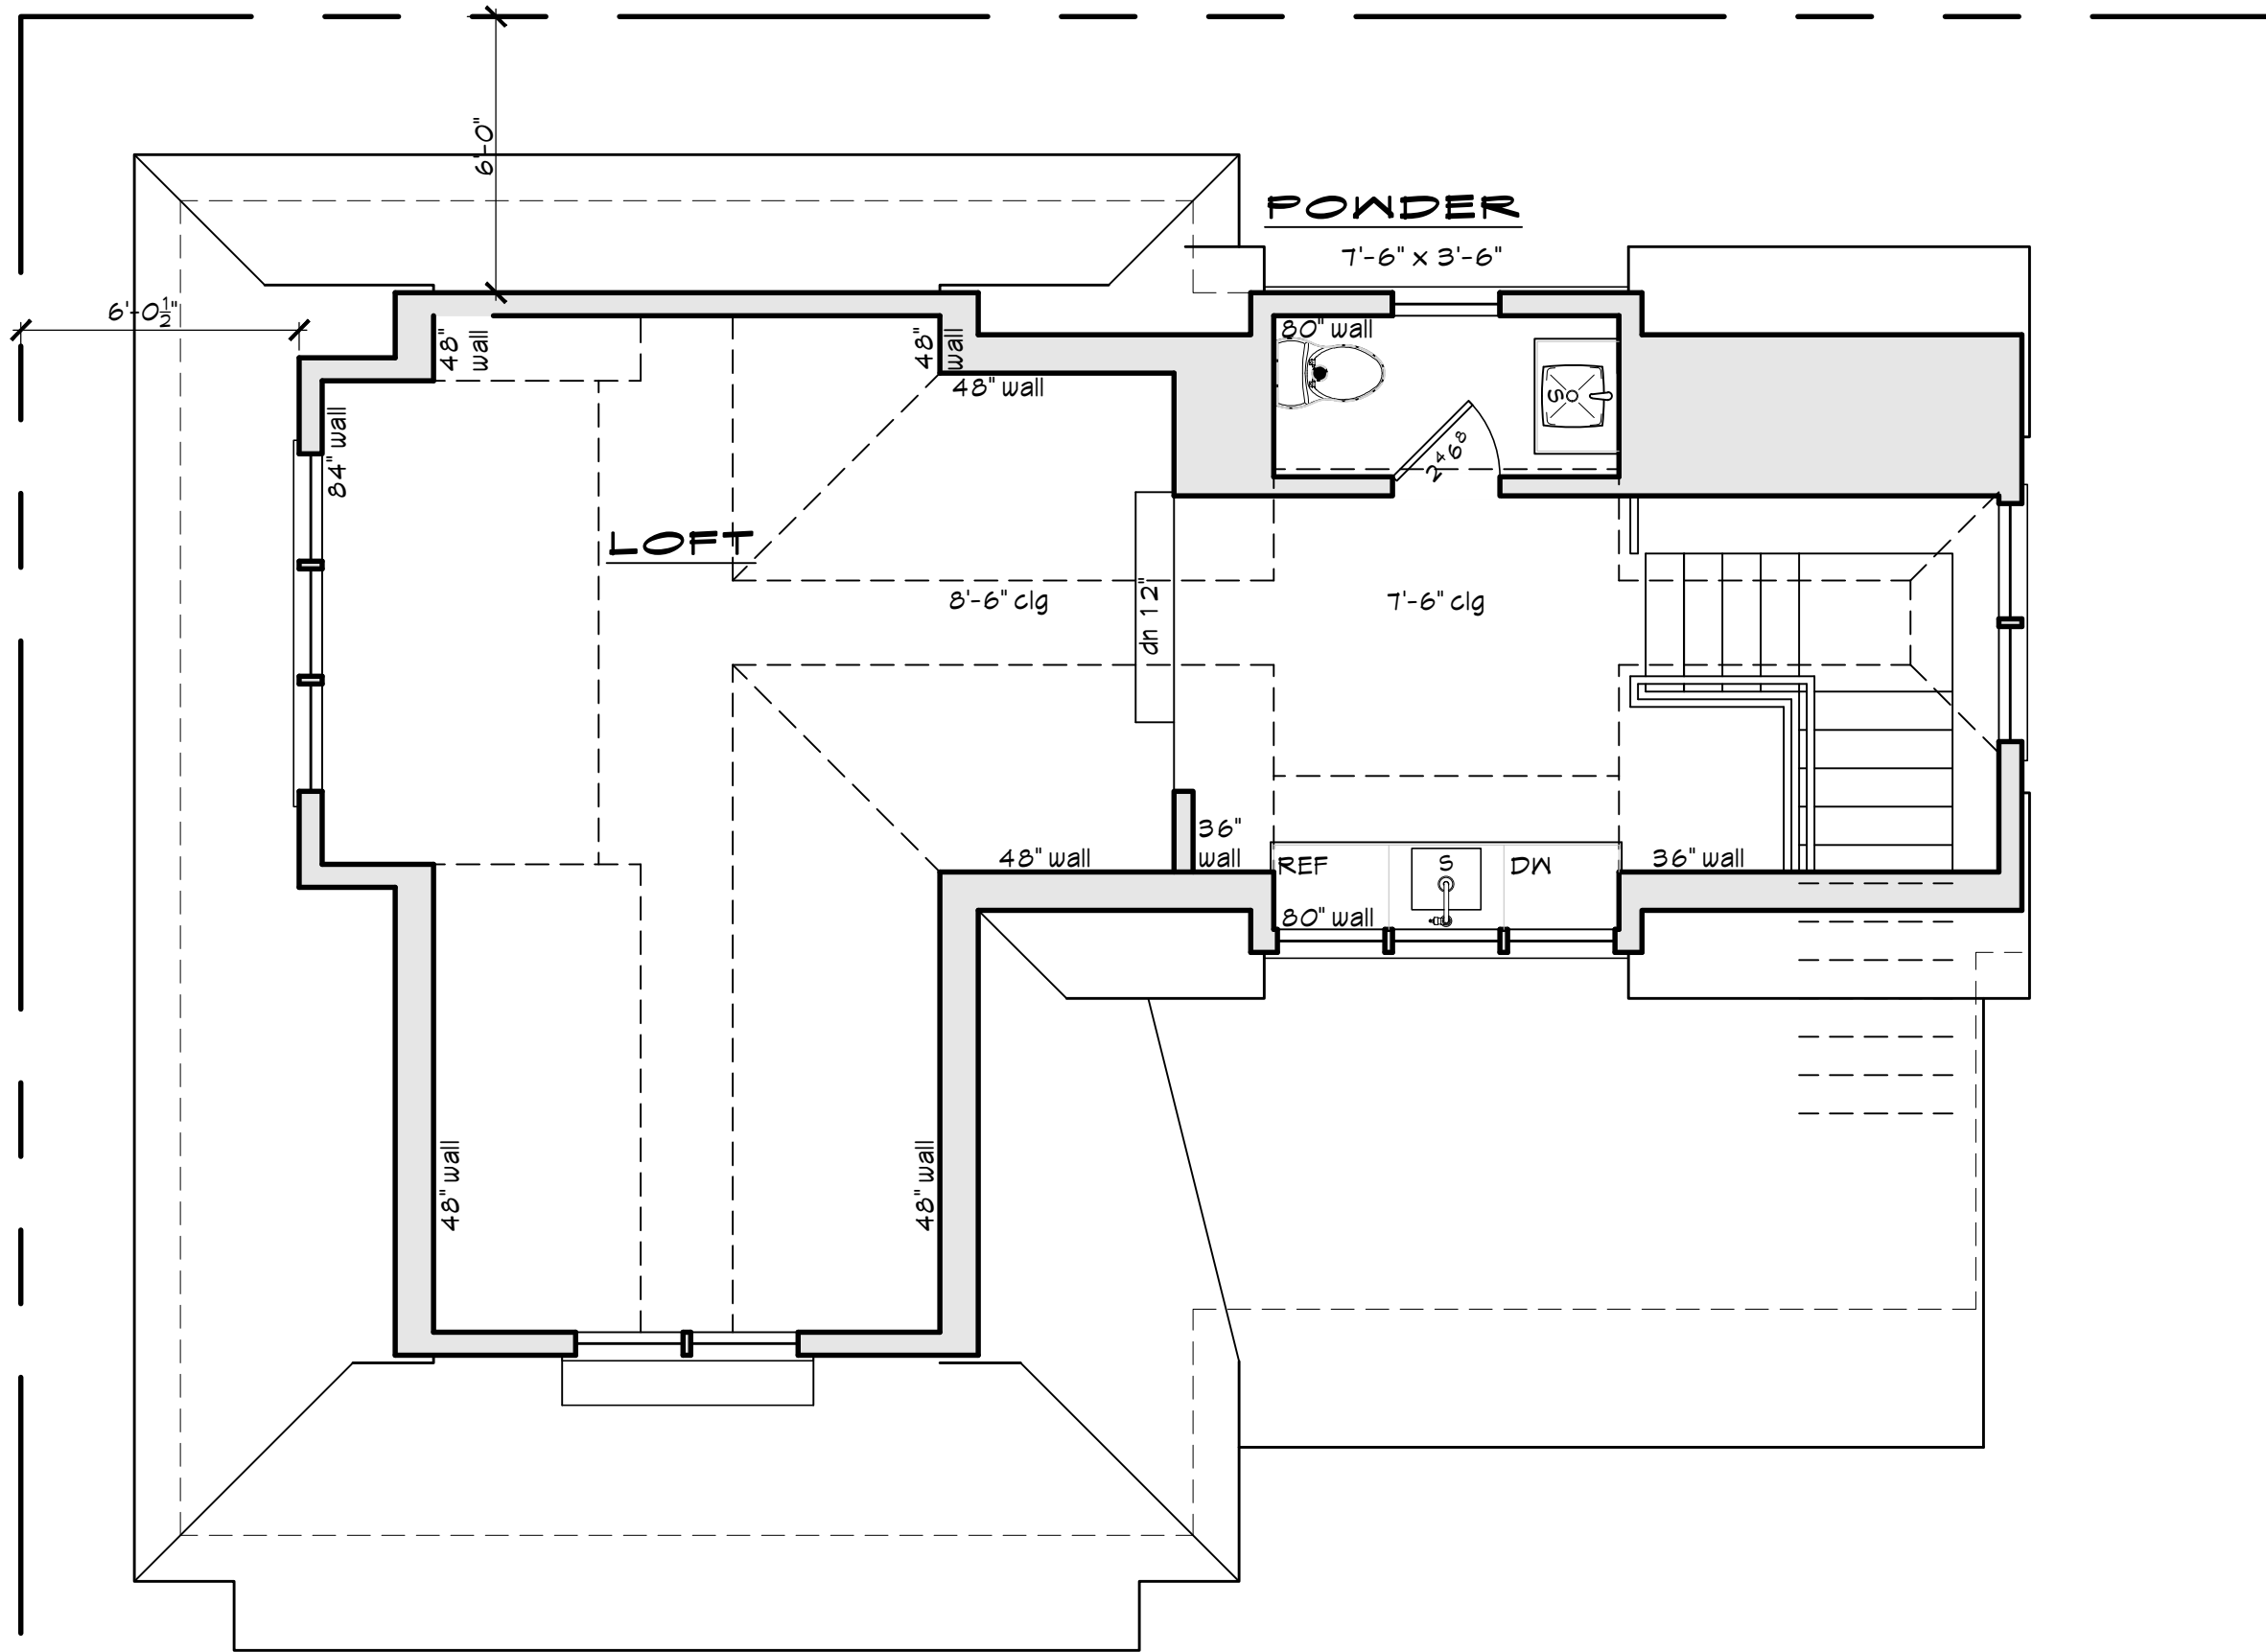 6'-0"
POWDER
7'-6" x 3'-6"
6'-0½"
48"
wall
48"
wall
80" wall
48" wall
84" wall
S
2⁴6⁸
LOFT
8'-6" clg
dn 12"
7'-6" clg
36"
wall
48" wall
REF
S
DW
36" wall
80" wall
48" wall
48" wall